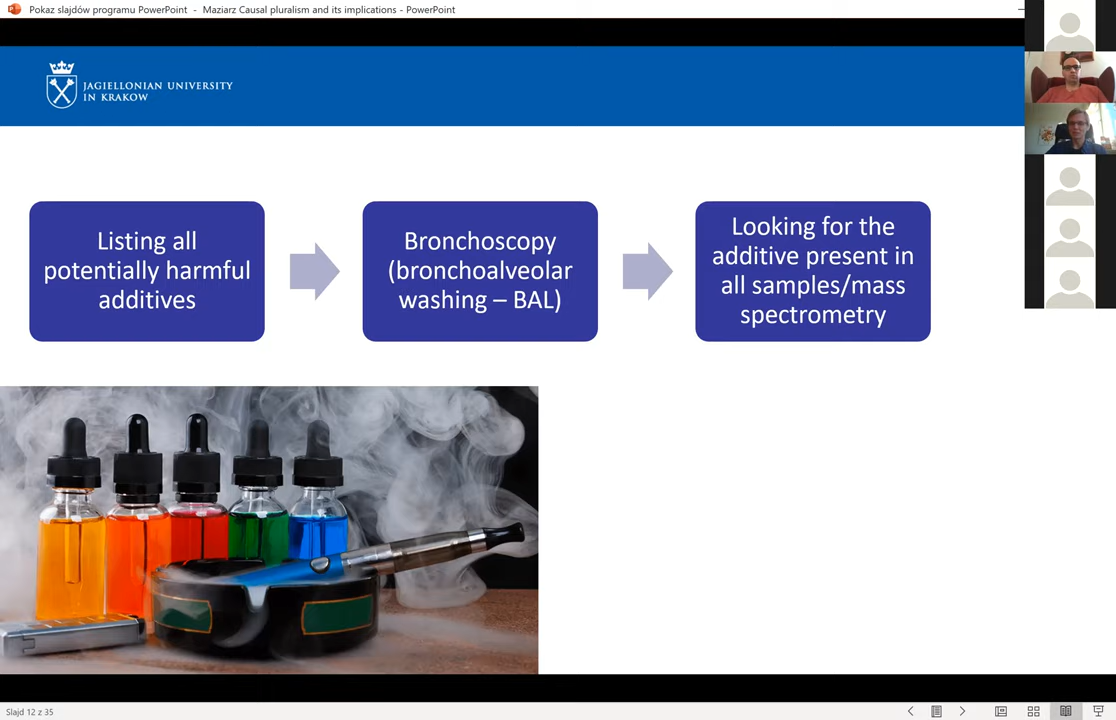 Pokaz slajdów programu PowerPoint - Maziarz Causal pluralism and its implications - PowerPoint
JAGIELLONIAN UNIVERSITY
IN KRAKOW
Listing all
potentially harmful
additives
Bronchoscopy
(bronchoalveolar
washing – BAL)
Looking for the
additive present in
all samples/mass
spectrometry
Slajd 12 z 35